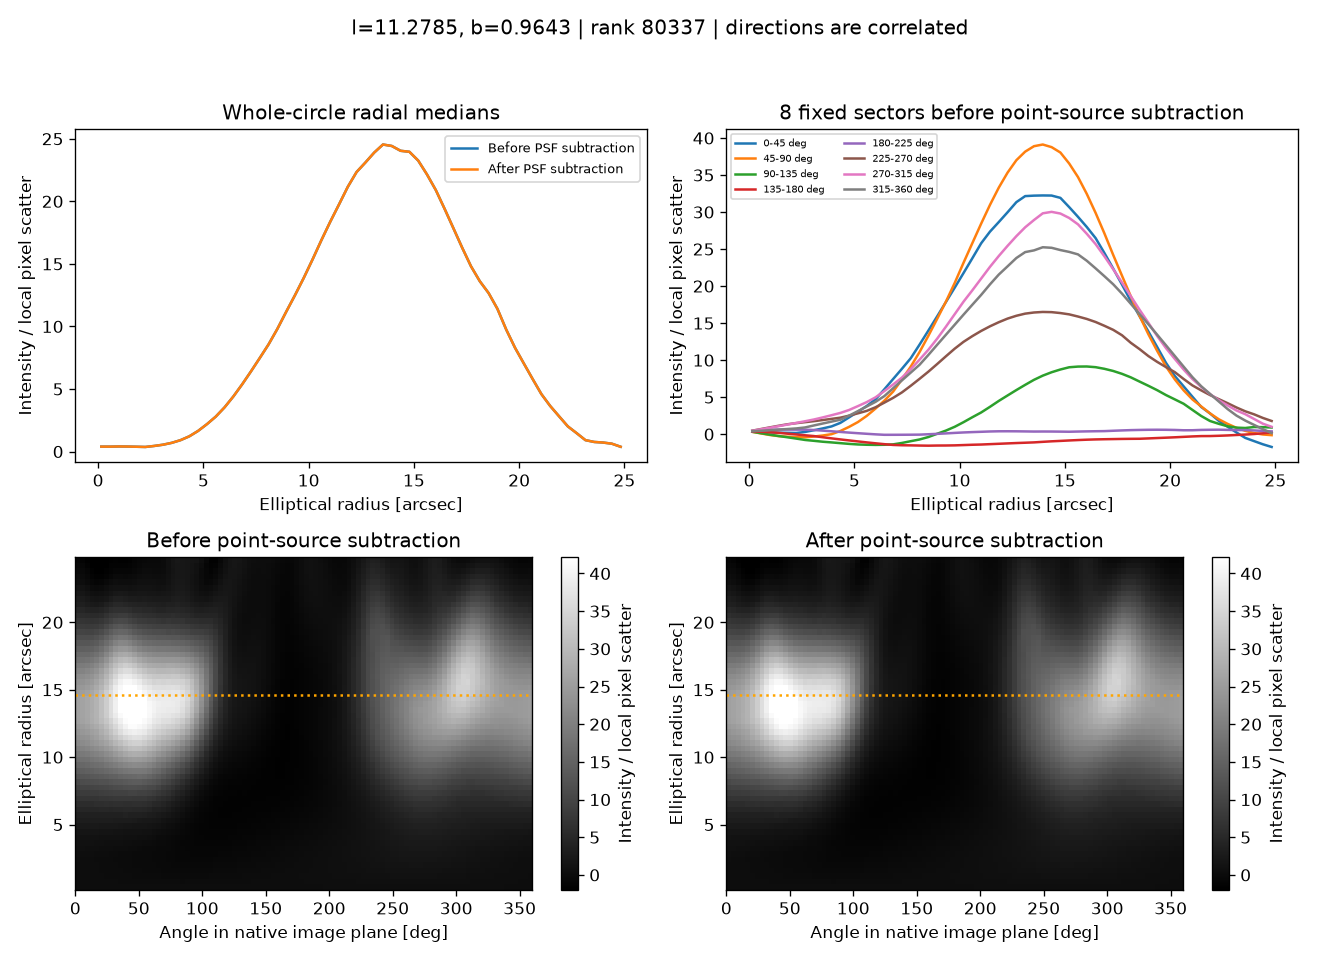 l=11.2785, b=0.9643 | rank 80337 | directions are correlated
Whole-circle radial medians
Intensity / local pixel scatter
25
20
15
10
5
0
Before PSF subtraction
After PSF subtraction
0 5 10 15 20 25
Elliptical radius [arcsec]
8 fixed sectors before point-source subtraction
Intensity / local pixel scatter
40
35
30
25
20
15
10
5
0
0-45 deg
45-90 deg
90-135 deg
135-180 deg
180-225 deg
225-270 deg
270-315 deg
315-360 deg
0 5 10 15 20 25
Elliptical radius [arcsec]
Before point-source subtraction
Elliptical radius [arcsec]
20
15
10
5
0 50 100 150 200 250 300 350
Angle in native image plane [deg]
40
35
30
25
20
15
10
5
0
Intensity / local pixel scatter
After point-source subtraction
Elliptical radius [arcsec]
20
15
10
5
0 50 100 150 200 250 300 350
Angle in native image plane [deg]
40
35
30
25
20
15
10
5
0
Intensity / local pixel scatter